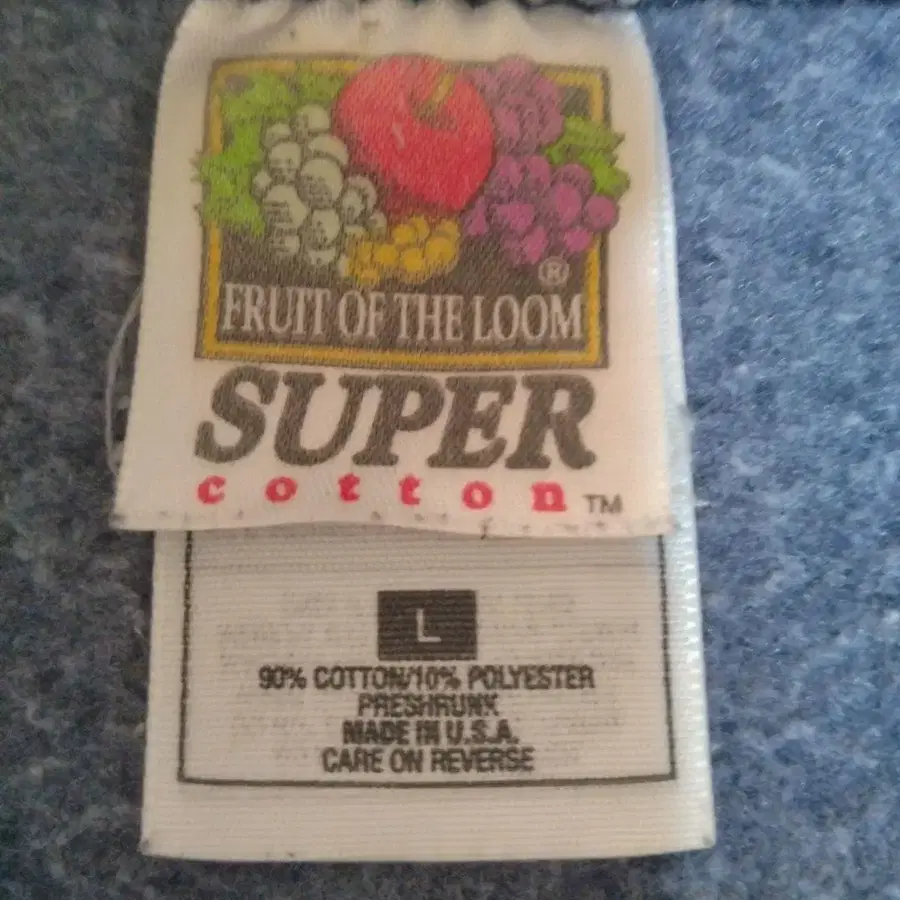 ®
FRUIT OF THE LOOM
SUPER
cotton TM
L
90% COTTON/10% POLYESTER
PRESHRUNK
MADE IN U.S.A.
CARE ON REVERSE